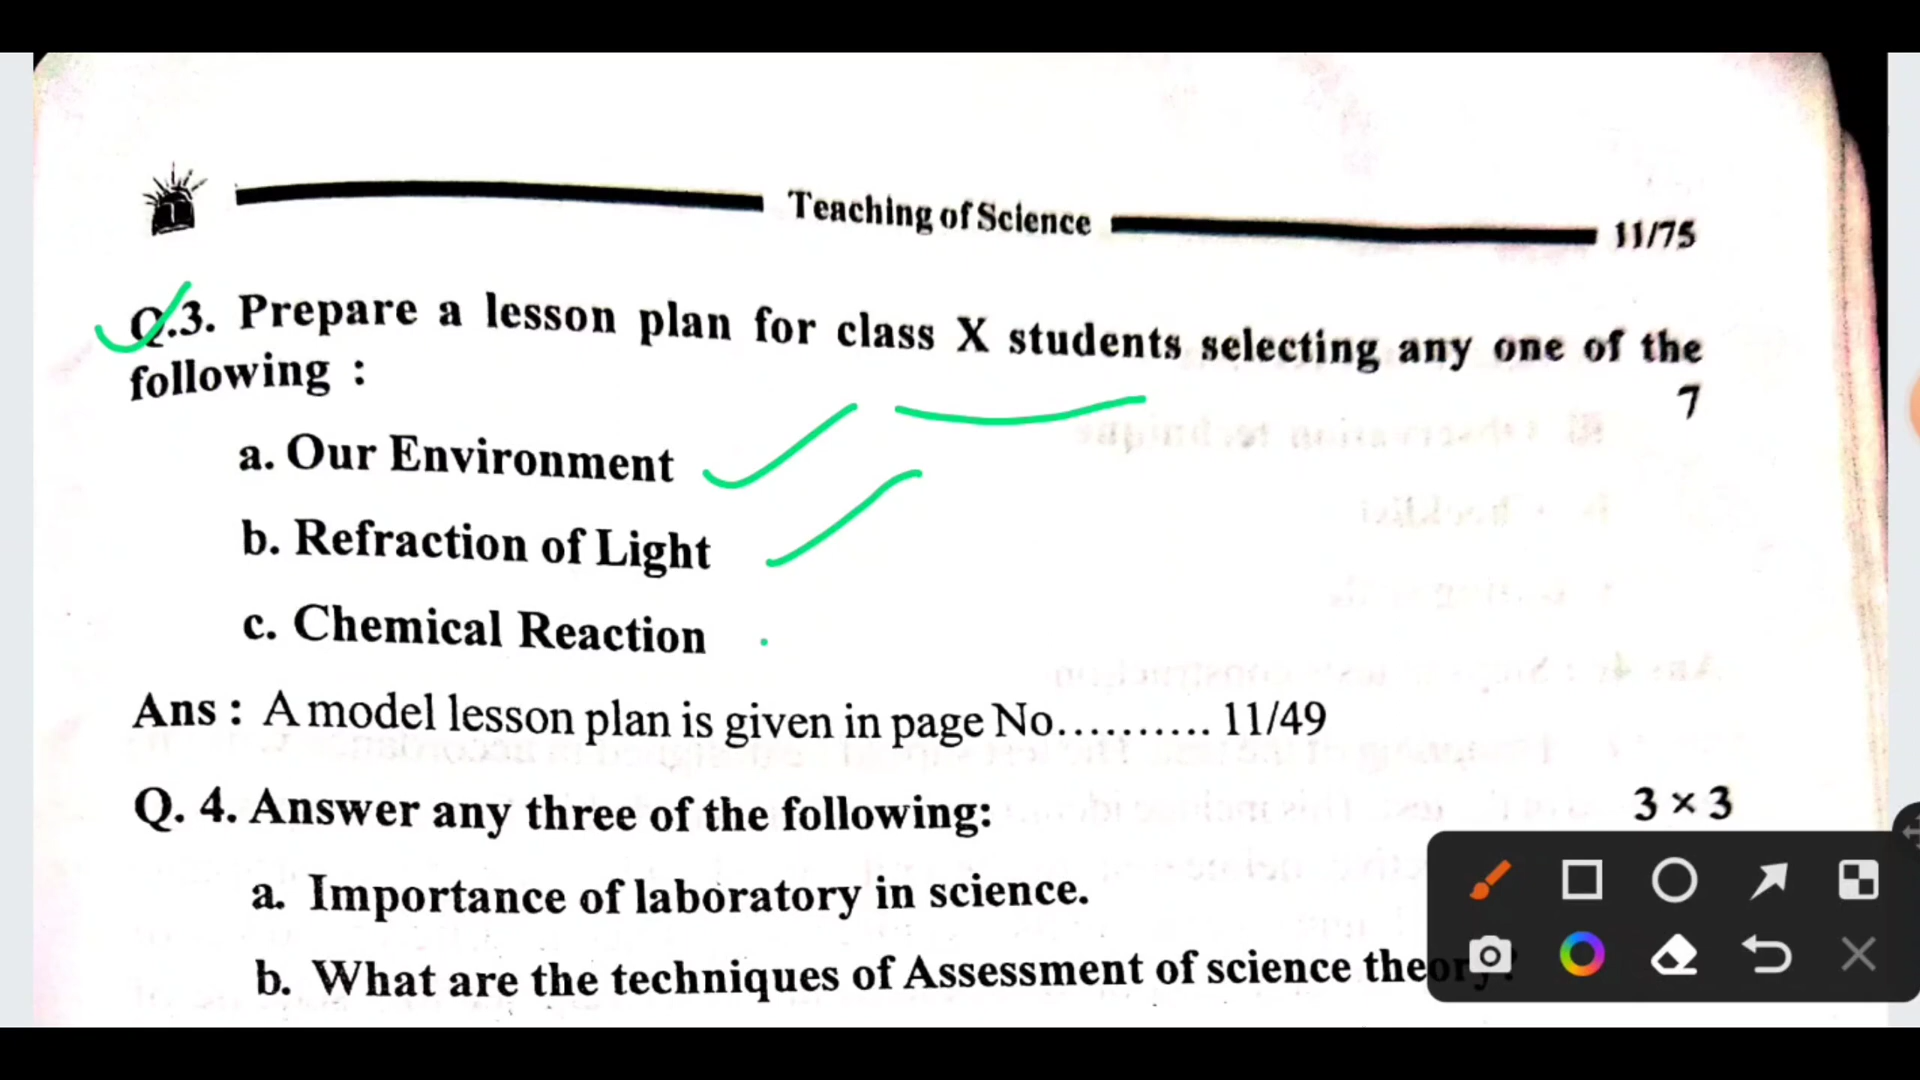 Teaching of Science 11/75
Q.3. Prepare a lesson plan for class X students selecting any one of the
following : 7
a. Our Environment
b. Refraction of Light
c. Chemical Reaction
Ans : A model lesson plan is given in page No.......... 11/49
Q. 4. Answer any three of the following: 3 × 3
a. Importance of laboratory in science.
b. What are the techniques of Assessment of science theory?